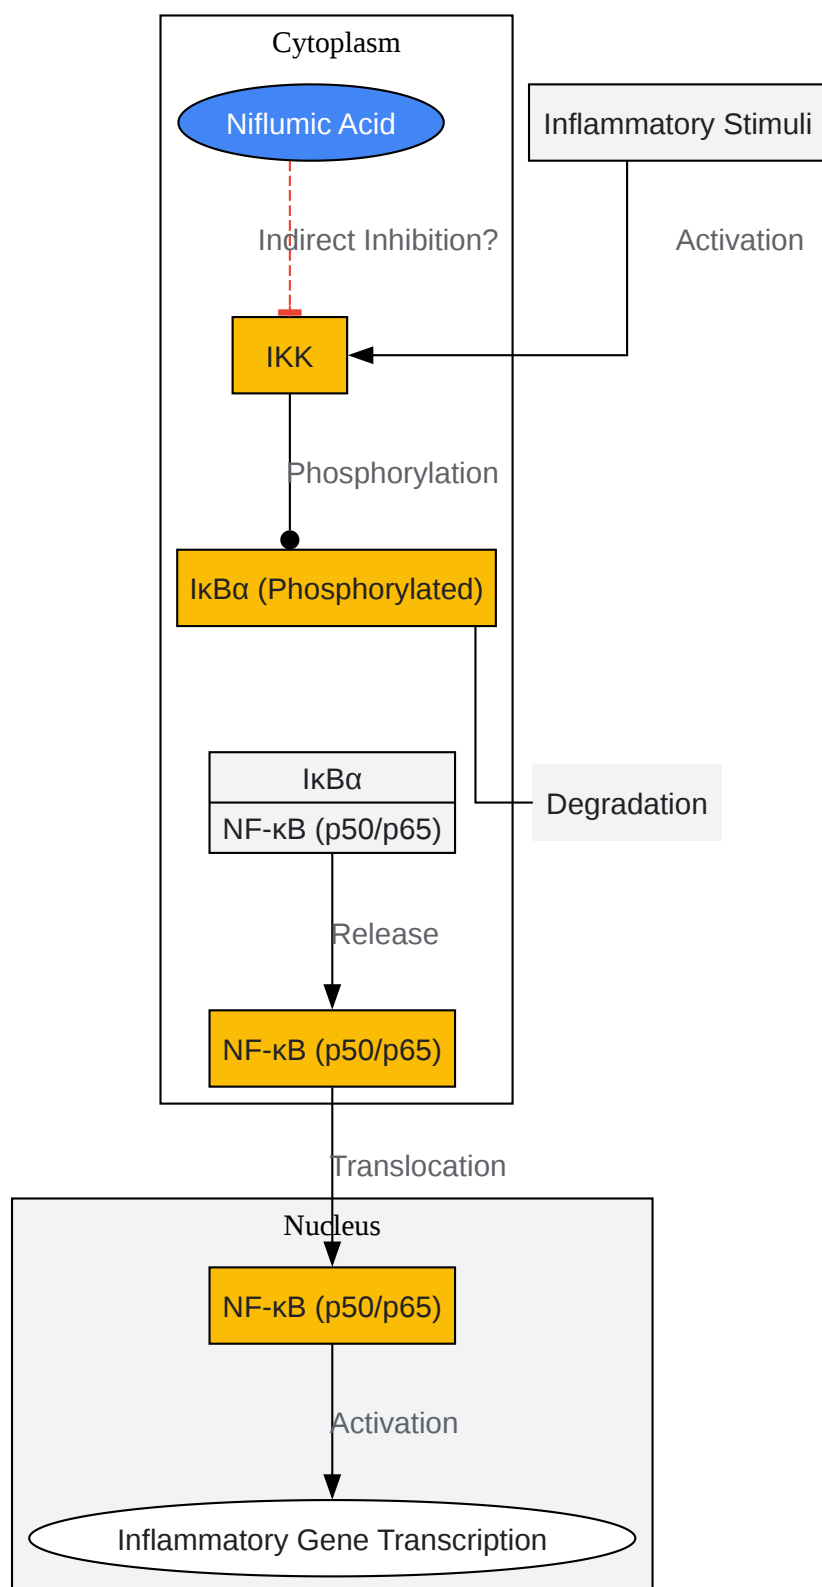 Cytoplasm
Niflumic Acid
Inflammatory Stimuli
Indirect Inhibition?
Activation
IKK
Phosphorylation
IκBα (Phosphorylated)
IκBα
NF-κB (p50/p65)
Degradation
Release
NF-κB (p50/p65)
Translocation
Nucleus
NF-κB (p50/p65)
Activation
Inflammatory Gene Transcription